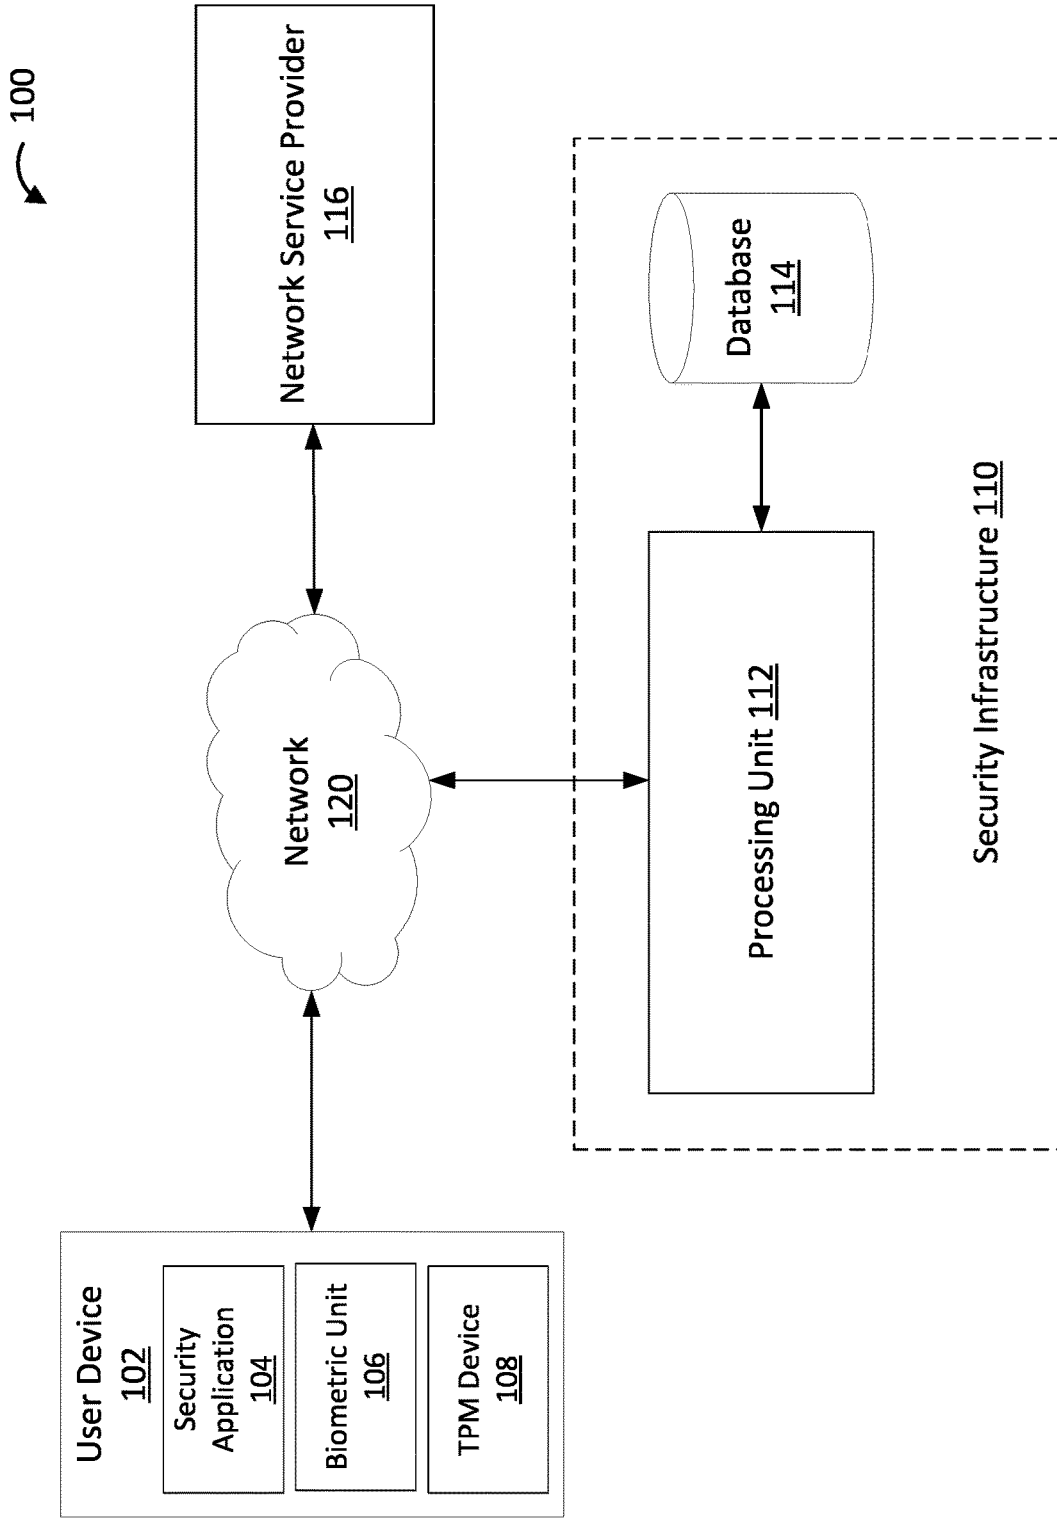 100
User Device
102
Security
Application
104
Biometric Unit
106
TPM Device
108
Network
120
Network Service Provider
116
Processing Unit 112
Database
114
Security Infrastructure 110